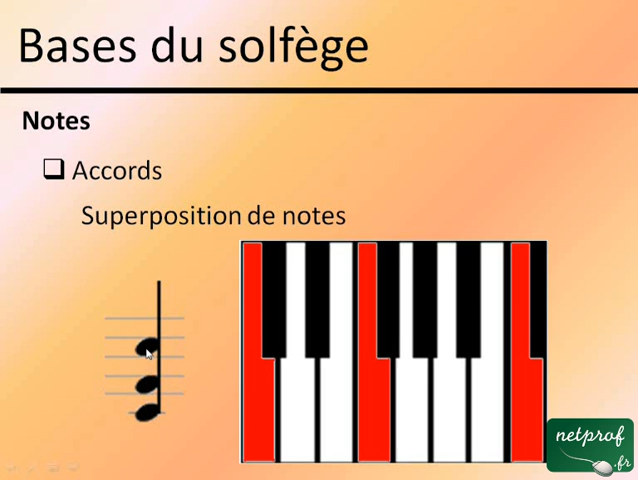 Bases du solfège
Notes
Accords
Superposition de notes
netprof
.fr